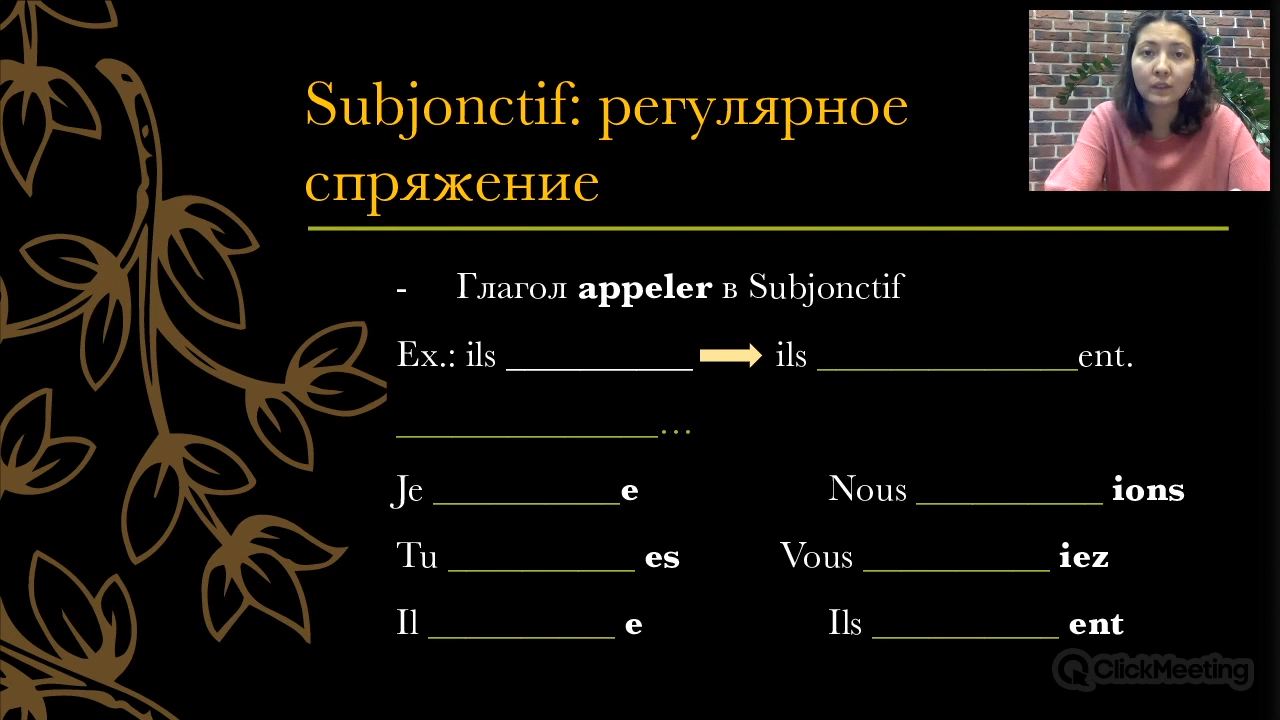 Subjonctif: регулярное
спряжение
- Глагол appeler в Subjonctif
Ex.: ils __________ ils ______________ent.
______________...
Je __________e Nous __________ ions
Tu __________ es Vous __________ iez
Il __________ e Ils __________ ent
ClickMeeting